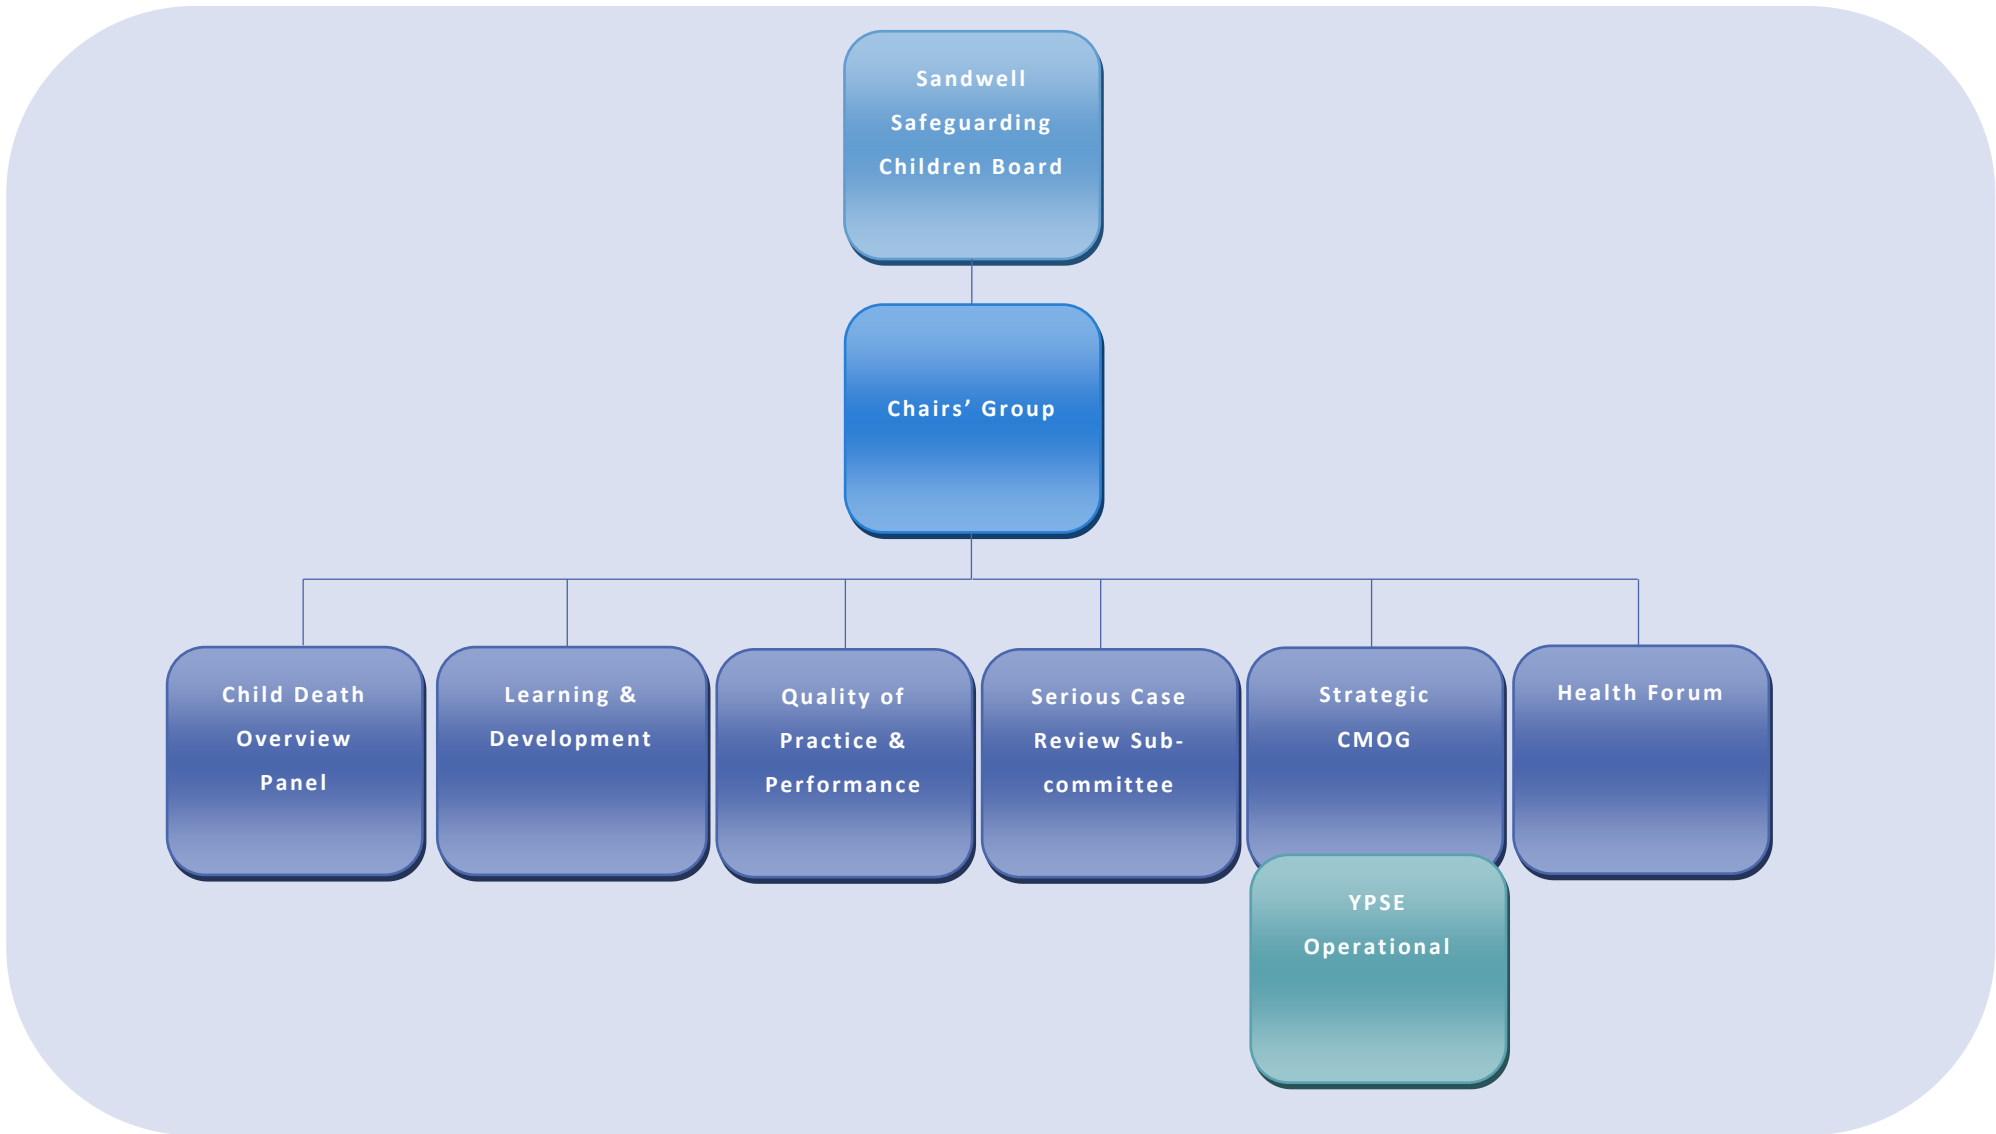 Sandwell
Safeguarding
Children Board
Chairs’ Group
Child Death
Overview
Panel
Learning &
Development
Quality of
Practice &
Performance
Serious Case
Review Sub-
committee
Strategic
CMOG
Health Forum
YPSE
Operational